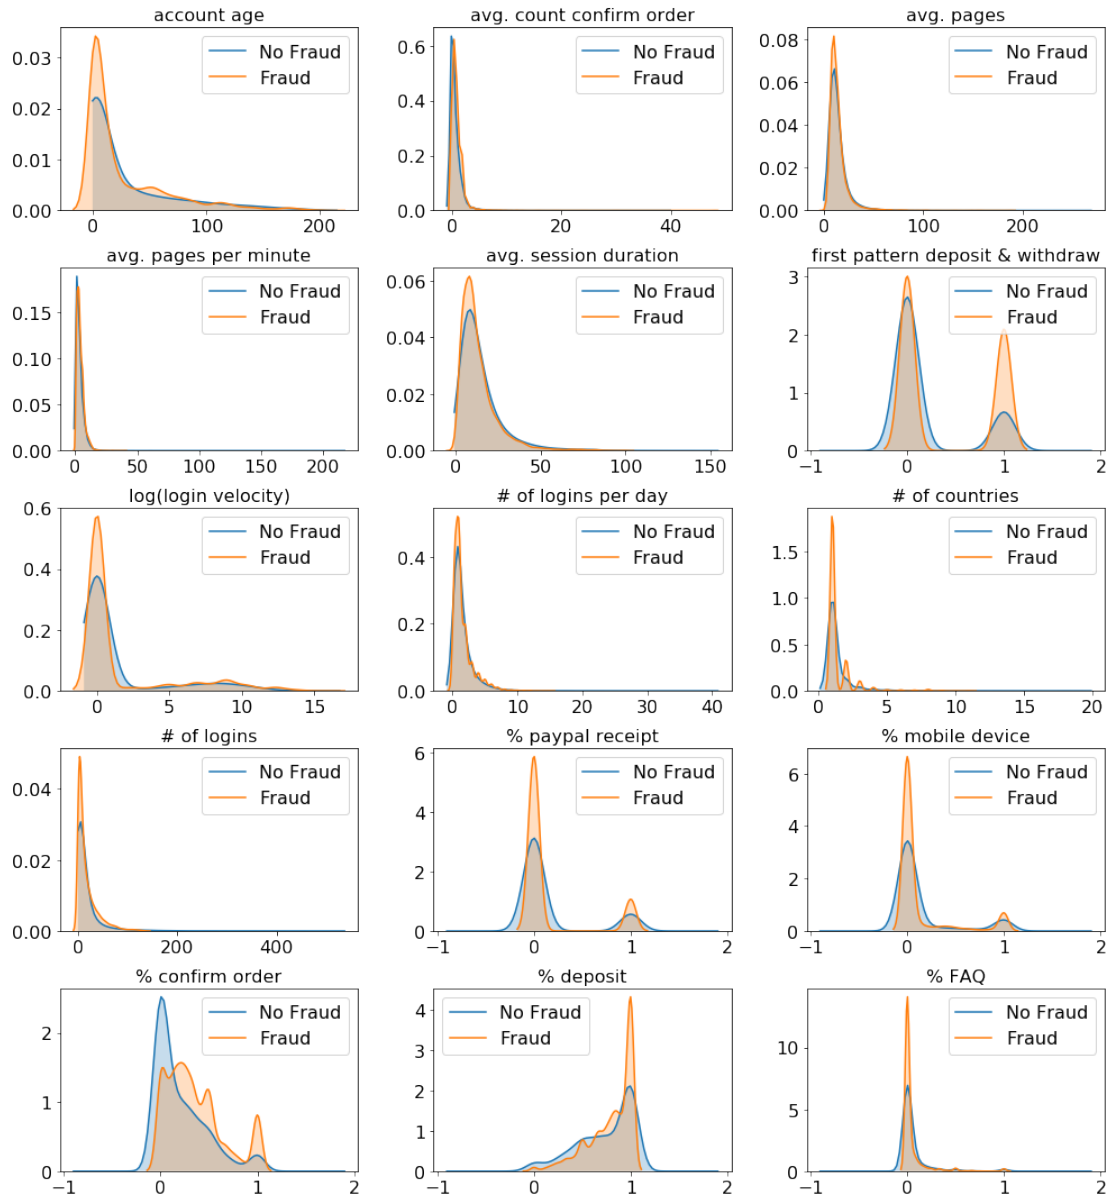 account age
0.03
0.02
0.01
0.00
No Fraud
Fraud
0
100
200
avg. count confirm order
0.6
0.4
0.2
0.0
No Fraud
Fraud
0
20
40
avg. pages
0.08
0.06
0.04
0.02
0.00
No Fraud
Fraud
0
100
200
avg. pages per minute
0.15
0.10
0.05
0.00
No Fraud
Fraud
0
50
100
150
200
avg. session duration
0.06
0.04
0.02
0.00
No Fraud
Fraud
0
50
100
150
first pattern deposit & withdraw
3
2
1
0
No Fraud
Fraud
−1
0
1
2
log(login velocity)
0.6
0.4
0.2
0.0
No Fraud
Fraud
0
5
10
15
# of logins per day
0.4
0.2
0.0
No Fraud
Fraud
0
10
20
30
40
# of countries
1.5
1.0
0.5
0.0
No Fraud
Fraud
0
5
10
15
20
# of logins
0.04
0.02
0.00
No Fraud
Fraud
0
200
400
% paypal receipt
6
4
2
0
No Fraud
Fraud
−1
0
1
2
% mobile device
6
4
2
0
No Fraud
Fraud
−1
0
1
2
% confirm order
2
1
0
No Fraud
Fraud
−1
0
1
2
% deposit
4
3
2
1
0
No Fraud
Fraud
−1
0
1
2
% FAQ
10
5
0
No Fraud
Fraud
−1
0
1
2